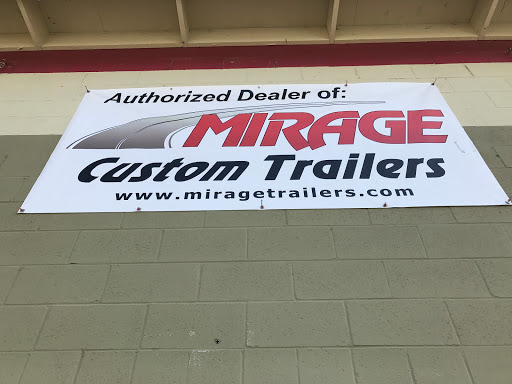 Authorized Dealer of:
MIRAGE
Custom Trailers
www.miragetrailers.com